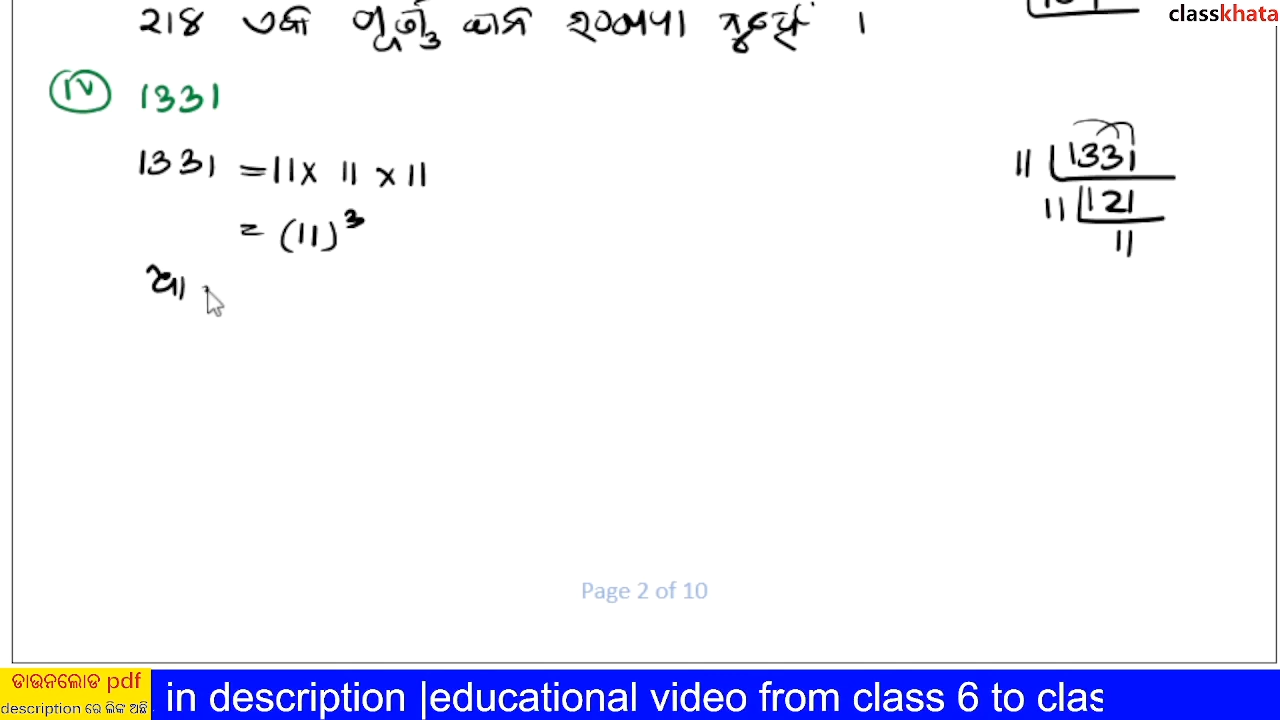 classkhata
218 ଏକ ପୂର୍ଣ୍ଣ ଘନ ସଂଖ୍ୟା ନୁହେଁ ।
(iv) 1331
1331 = 11 x 11 x 11
= (11)³
11 1331
11 121
11
Page 2 of 10
ଡାଉନଲୋଡ pdf
description ରେ ଲିଙ୍କ ଅଛି
in description |educational video from class 6 to clas